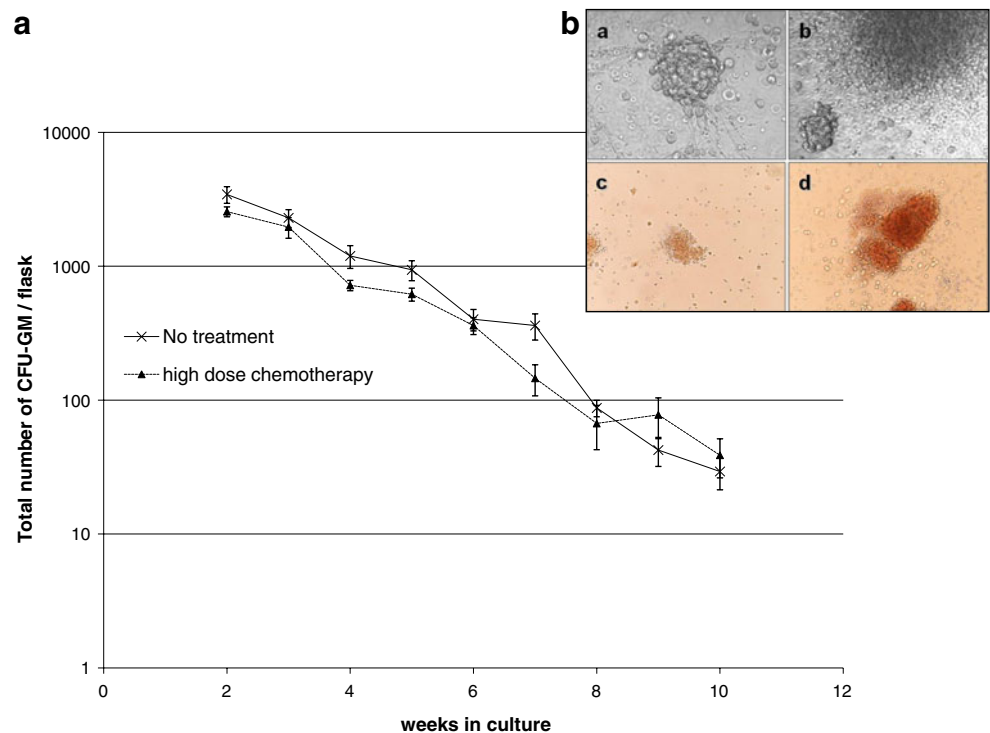 a
b
a
b
c
d
10000
1000
100
10
1
No treatment
high dose chemotherapy
Total number of CFU-GM / flask
0 2 4 6 8 10 12
weeks in culture